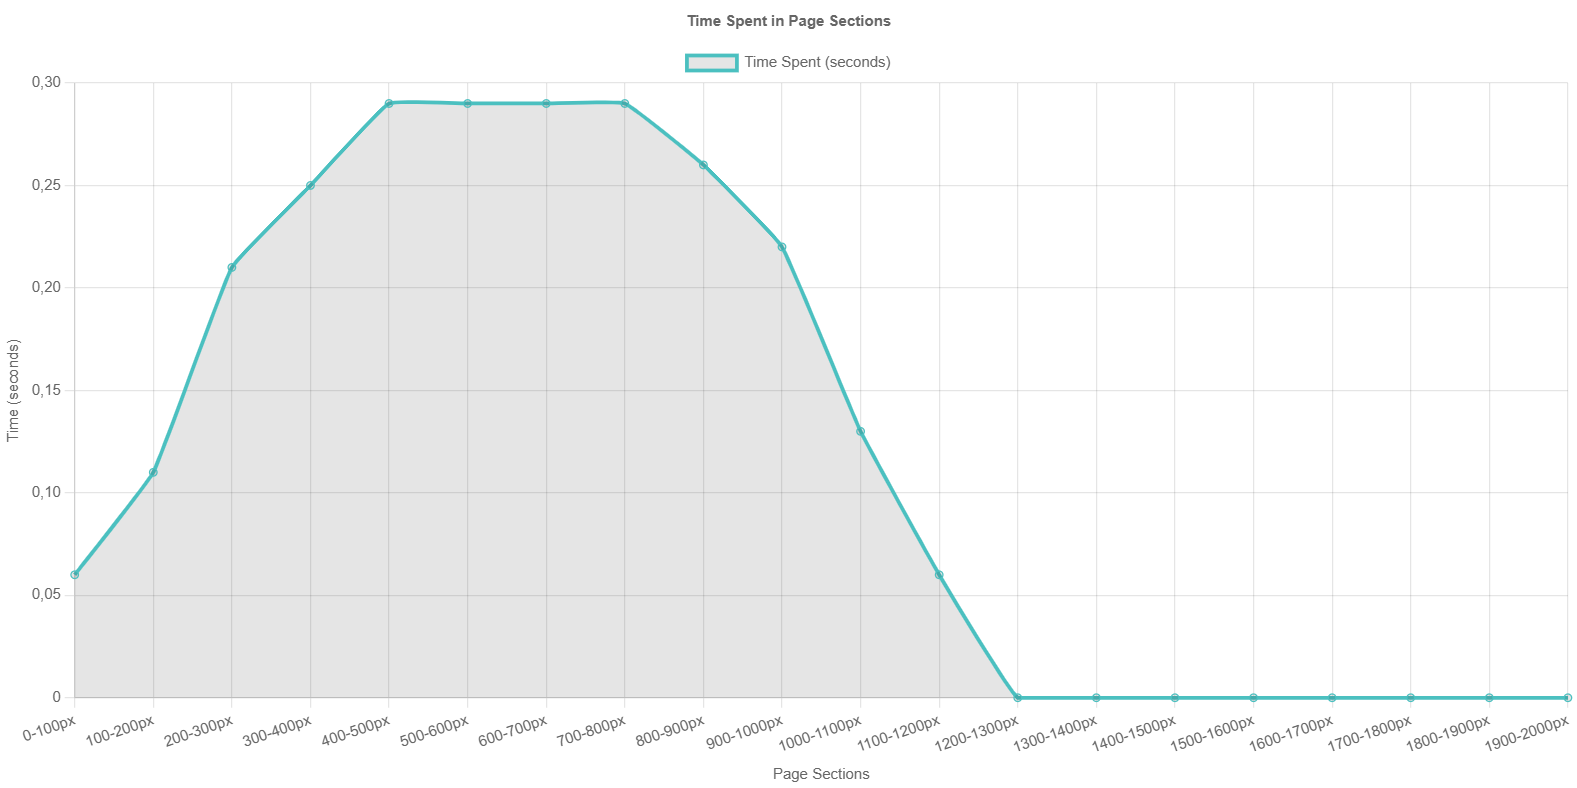 Time Spent in Page Sections
Time Spent (seconds)
0,30
0,25
0,20
0,15
0,10
0,05
0
Time (seconds)
0-100px
100-200px
200-300px
300-400px
400-500px
500-600px
600-700px
700-800px
800-900px
900-1000px
1000-1100px
1100-1200px
1200-1300px
1300-1400px
1400-1500px
1500-1600px
1600-1700px
1700-1800px
1800-1900px
1900-2000px
Page Sections